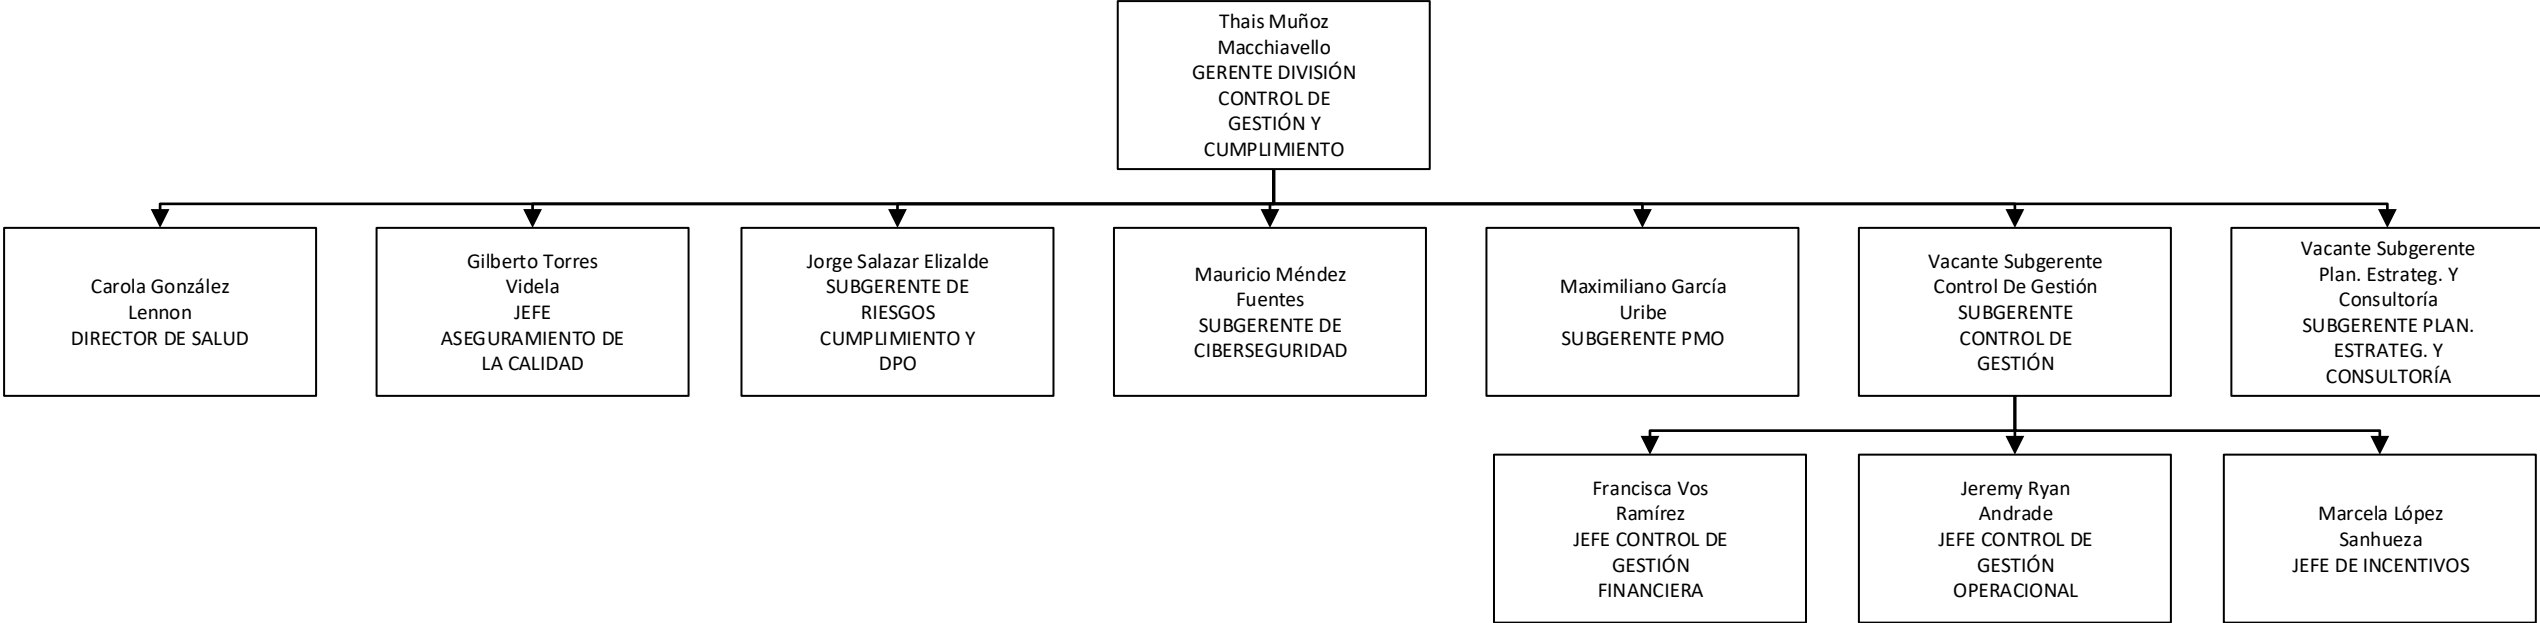 Thais Muñoz
Macchiavello
GERENTE DIVISIÓN
CONTROL DE
GESTIÓN Y
CUMPLIMIENTO
Carola González
Lennon
DIRECTOR DE SALUD
Gilberto Torres
Videla
JEFE
ASEGURAMIENTO DE
LA CALIDAD
Jorge Salazar Elizalde
SUBGERENTE DE
RIESGOS
CUMPLIMIENTO Y
DPO
Mauricio Méndez
Fuentes
SUBGERENTE DE
CIBERSEGURIDAD
Maximiliano García
Uribe
SUBGERENTE PMO
Vacante Subgerente
Control De Gestión
SUBGERENTE
CONTROL DE
GESTIÓN
Vacante Subgerente
Plan. Estrateg. Y
Consultoría
SUBGERENTE PLAN.
ESTRATEG. Y
CONSULTORÍA
Francisca Vos
Ramírez
JEFE CONTROL DE
GESTIÓN
FINANCIERA
Jeremy Ryan
Andrade
JEFE CONTROL DE
GESTIÓN
OPERACIONAL
Marcela López
Sanhueza
JEFE DE INCENTIVOS